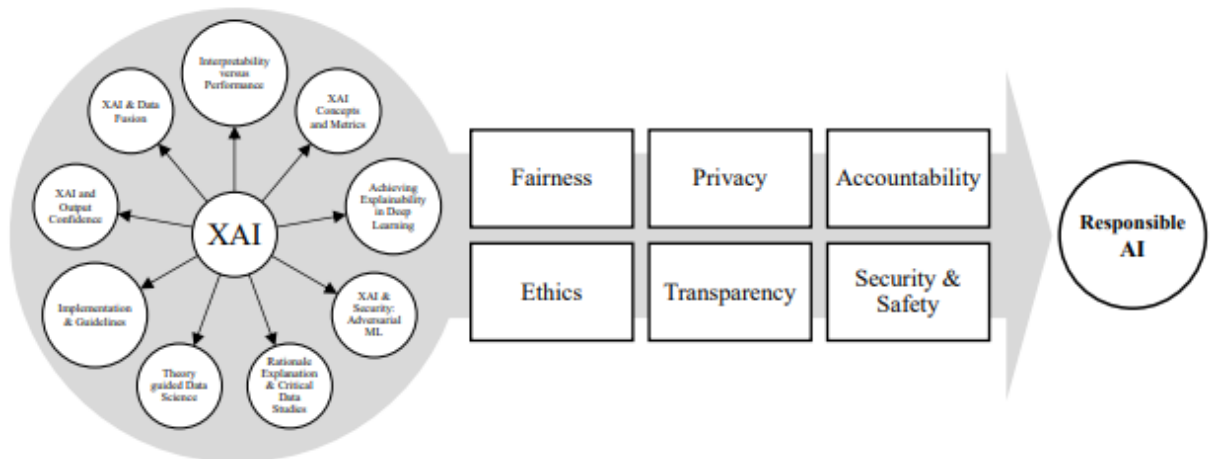 Interpretability
versus
Performance
XAI
Concepts
and Metrics
Achieving
Explainability
in Deep
Learning
XAI &
Security:
Adversarial
ML
Rationale
Explanation
& Critical
Data
Studies
Theory
guided Data
Science
Implementation
& Guidelines
XAI and
Output
Confidence
XAI & Data
Fusion
XAI
Fairness
Privacy
Accountability
Ethics
Transparency
Security &
Safety
Responsible
AI